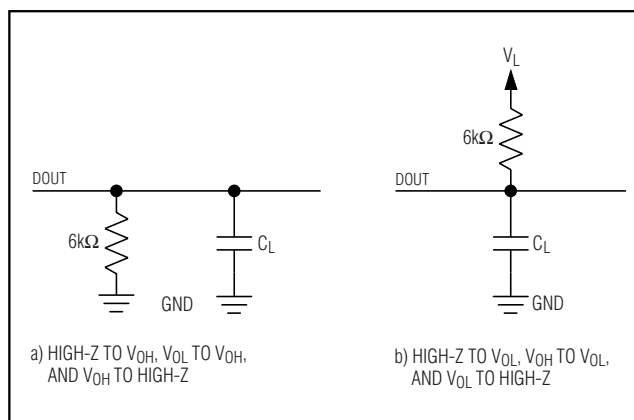 DOUT
6kΩ
C_L
GND
a) HIGH-Z TO V_OH, V_OL TO V_OH,
AND V_OH TO HIGH-Z
V_L
6kΩ
DOUT
C_L
GND
b) HIGH-Z TO V_OL, V_OH TO V_OL,
AND V_OL TO HIGH-Z